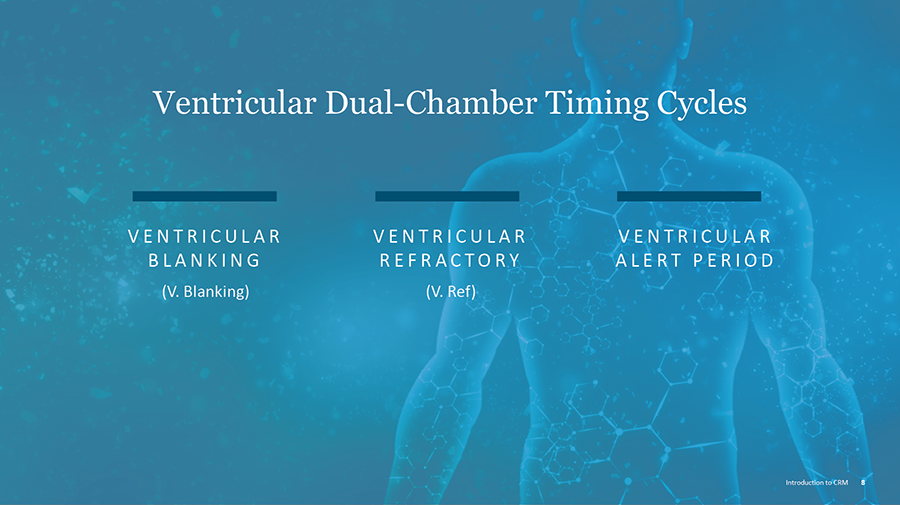 Ventricular Dual-Chamber Timing Cycles
VENTRICULAR
BLANKING
(V. Blanking)
VENTRICULAR
REFRACTORY
(V. Ref)
VENTRICULAR
ALERT PERIOD
Introduction to CRM 8